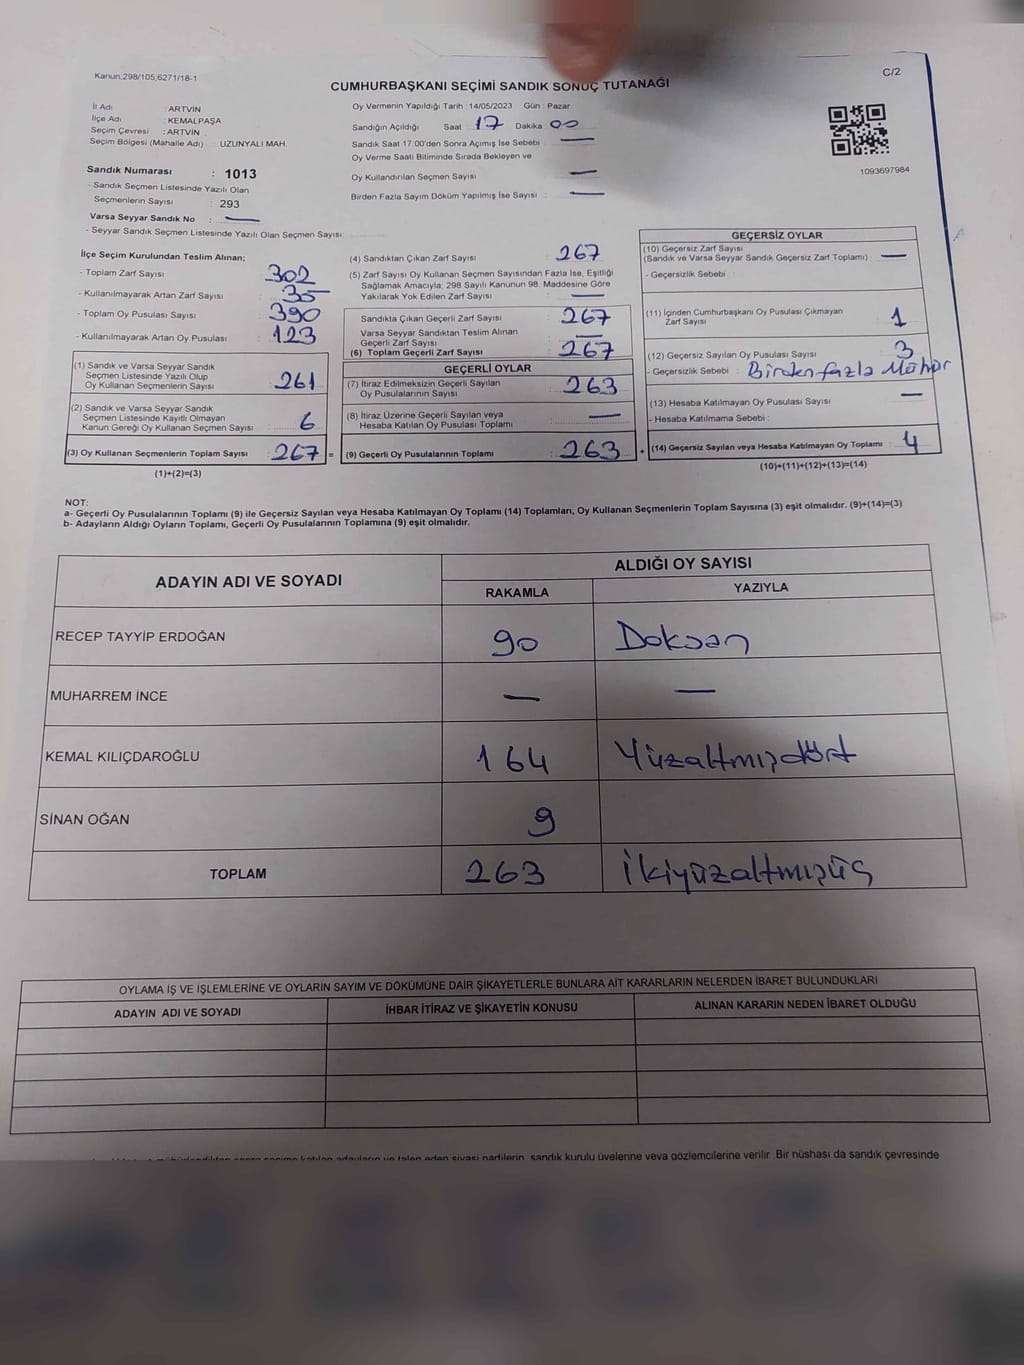 Kanun;298/105,6271/18-1
C/2
CUMHURBAŞKANI SEÇİMİ SANDIK SONUÇ TUTANAĞI
İl Adı : ARTVİN
İlçe Adı : KEMALPAŞA
Seçim Çevresi : ARTVİN
Seçim Bölgesi (Mahalle Adı) : UZUNYALI MAH.
Oy Vermenin Yapıldığı Tarih : 14/05/2023 Gün : Pazar
Sandığın Açıldığı Saat : 17 Dakika 00
Sandık Saat 17:00'den Sonra Açımış İse Sebebi : —
Oy Verme Saati Bitiminde Sırada Bekleyen ve
Oy Kullandırılan Seçmen Sayısı : —
Birden Fazla Sayım Döküm Yapılmış İse Sayısı : —
1093697984
Sandık Numarası : 1013
- Sandık Seçmen Listesinde Yazılı Olan
Seçmenlerin Sayısı : 293
Varsa Seyyar Sandık No : —
- Seyyar Sandık Seçmen Listesinde Yazılı Olan Seçmen Sayısı:
İlçe Seçim Kurulundan Teslim Alınan;
- Toplam Zarf Sayısı : 302
- Kullanılmayarak Artan Zarf Sayısı : 35
- Toplam Oy Pusulası Sayısı : 390
- Kullanılmayarak Artan Oy Pusulası : 123
(1) Sandık ve Varsa Seyyar Sandık
Seçmen Listesinde Yazılı Olup
Oy Kullanan Seçmenlerin Sayısı : 261
(2) Sandık ve Varsa Seyyar Sandık
Seçmen Listesinde Kayıtlı Olmayan
Kanun Gereği Oy Kullanan Seçmen Sayısı : 6
(3) Oy Kullanan Seçmenlerin Toplam Sayısı : 267 =
(1)+(2)=(3)
(4) Sandıktan Çıkan Zarf Sayısı : 267
(5) Zarf Sayısı Oy Kullanan Seçmen Sayısından Fazla İse, Eşitliği
Sağlamak Amacıyla; 298 Sayılı Kanunun 98. Maddesine Göre
Yakılarak Yok Edilen Zarf Sayısı : —
Sandıkta Çıkan Geçerli Zarf Sayısı : 267
Varsa Seyyar Sandıktan Teslim Alınan
Geçerli Zarf Sayısı : —
(6) Toplam Geçerli Zarf Sayısı : 267
GEÇERLİ OYLAR
(7) İtiraz Edilmeksizin Geçerli Sayılan
Oy Pusulalarının Sayısı : 263
(8) İtiraz Üzerine Geçerli Sayılan veya
Hesaba Katılan Oy Pusulası Toplamı : —
(9) Geçerli Oy Pusulalarının Toplamı : 263 +
GEÇERSİZ OYLAR
(10) Geçersiz Zarf Sayısı
(Sandık ve Varsa Seyyar Sandık Geçersiz Zarf Toplamı) : —
- Geçersizlik Sebebi :
(11) İçinden Cumhurbaşkanı Oy Pusulası Çıkmayan
Zarf Sayısı : 1
(12) Geçersiz Sayılan Oy Pusulası Sayısı : 3
- Geçersizlik Sebebi : Birden fazla Mühür
(13) Hesaba Katılmayan Oy Pusulası Sayısı : —
- Hesaba Katılmama Sebebi :
(14) Geçersiz Sayılan veya Hesaba Katılmayan Oy Toplamı : 4
(10)+(11)+(12)+(13)=(14)
NOT:
a- Geçerli Oy Pusulalarının Toplamı (9) ile Geçersiz Sayılan veya Hesaba Katılmayan Oy Toplamı (14) Toplamları, Oy Kullanan Seçmenlerin Toplam Sayısına (3) eşit olmalıdır. (9)+(14)=(3)
b- Adayların Aldığı Oyların Toplamı, Geçerli Oy Pusulalarının Toplamına (9) eşit olmalıdır.
ADAYIN ADI VE SOYADI
ALDIĞI OY SAYISI
RAKAMLA YAZIYLA
RECEP TAYYİP ERDOĞAN 90 Doksan
MUHARREM İNCE — —
KEMAL KILIÇDAROĞLU 164 Yüzaltmışdört
SİNAN OĞAN 9
TOPLAM 263 İkiyüzaltmışüç
OYLAMA İŞ VE İŞLEMLERİNE VE OYLARIN SAYIM VE DÖKÜMÜNE DAİR ŞİKAYETLERLE BUNLARA AİT KARARLARIN NELERDEN İBARET BULUNDUKLARI
ADAYIN ADI VE SOYADI İHBAR İTİRAZ VE ŞİKAYETİN KONUSU ALINAN KARARIN NEDEN İBARET OLDUĞU
sonra seçime katılan adayların ve talep eden siyasi partilerin, sandık kurulu üyelerine veya gözlemcilerine verilir. Bir nüshası da sandık çevresinde